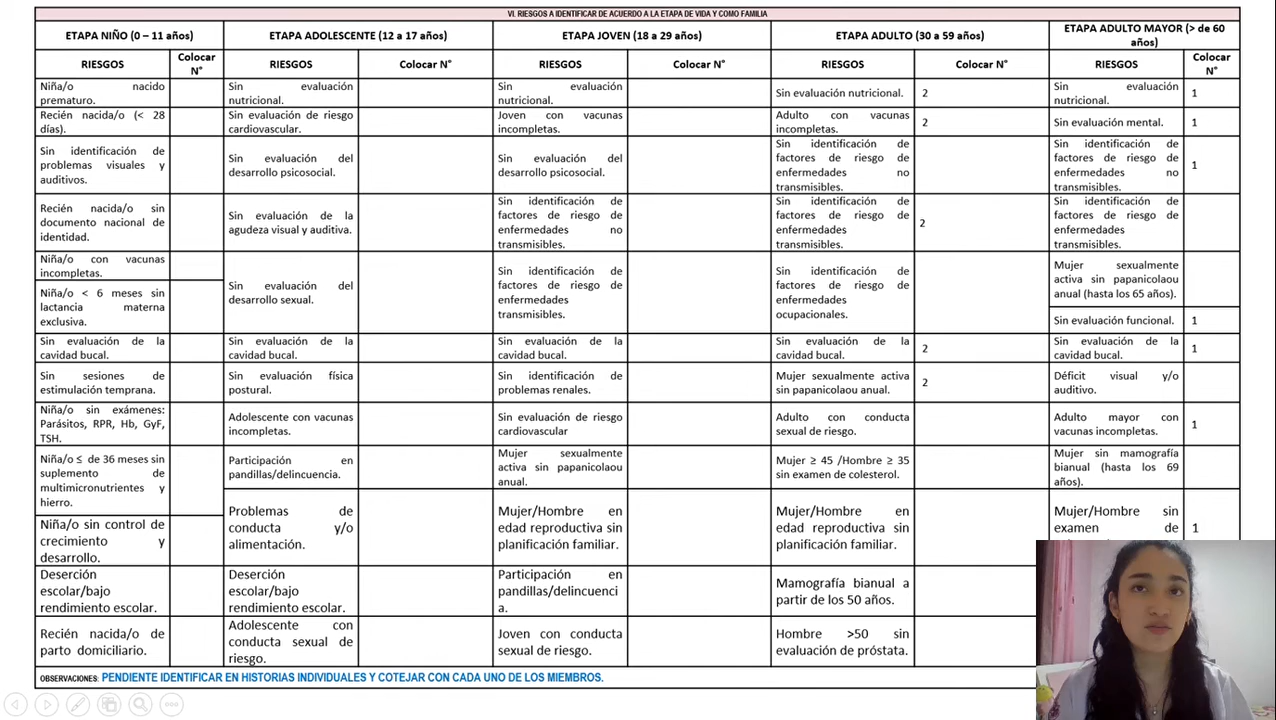 VI. RIESGOS A IDENTIFICAR DE ACUERDO A LA ETAPA DE VIDA Y COMO FAMILIA
ETAPA NIÑO (0 – 11 años)
RIESGOS
Colocar
N°
Niña/o nacido
prematuro.
Recién nacida/o (< 28
días).
Sin identificación de
problemas visuales y
auditivos.
Recién nacida/o sin
documento nacional de
identidad.
Niña/o con vacunas
incompletas.
Niña/o < 6 meses sin
lactancia materna
exclusiva.
Sin evaluación de la
cavidad bucal.
Sin sesiones de
estimulación temprana.
Niña/o sin exámenes:
Parásitos, RPR, Hb, GyF,
TSH.
Niña/o ≤ de 36 meses sin
suplemento de
multimicronutrientes y
hierro.
Niña/o sin control de
crecimiento y
desarrollo.
Deserción
escolar/bajo
rendimiento escolar.
Recién nacida/o de
parto domiciliario.
ETAPA ADOLESCENTE (12 a 17 años)
RIESGOS
Colocar N°
Sin evaluación
nutricional.
Sin evaluación de riesgo
cardiovascular.
Sin evaluación del
desarrollo psicosocial.
Sin evaluación de la
agudeza visual y auditiva.
Sin evaluación del
desarrollo sexual.
Sin evaluación de la
cavidad bucal.
Sin evaluación física
postural.
Adolescente con vacunas
incompletas.
Participación en
pandillas/delincuencia.
Problemas de
conducta y/o
alimentación.
Deserción
escolar/bajo
rendimiento escolar.
Adolescente con
conducta sexual de
riesgo.
ETAPA JOVEN (18 a 29 años)
RIESGOS
Colocar N°
Sin evaluación
nutricional.
Joven con vacunas
incompletas.
Sin evaluación del
desarrollo psicosocial.
Sin identificación de
factores de riesgo de
enfermedades no
transmisibles.
Sin identificación de
factores de riesgo de
enfermedades
transmisibles.
Sin evaluación de la
cavidad bucal.
Sin identificación de
problemas renales.
Sin evaluación de riesgo
cardiovascular
Mujer sexualmente
activa sin papanicolaou
anual.
Mujer/Hombre en
edad reproductiva sin
planificación familiar.
Participación en
pandillas/delincuenci
a.
Joven con conducta
sexual de riesgo.
ETAPA ADULTO (30 a 59 años)
RIESGOS
Colocar N°
Sin evaluación nutricional.
2
Adulto con vacunas
incompletas.
2
Sin identificación de
factores de riesgo de
enfermedades no
transmisibles.
Sin identificación de
factores de riesgo de
enfermedades
transmisibles.
2
Sin identificación de
factores de riesgo de
enfermedades
ocupacionales.
Sin evaluación de la
cavidad bucal.
2
Mujer sexualmente activa
sin papanicolaou anual.
2
Adulto con conducta
sexual de riesgo.
Mujer ≥ 45 /Hombre ≥ 35
sin examen de colesterol.
Mujer/Hombre en
edad reproductiva sin
planificación familiar.
Mamografía bianual a
partir de los 50 años.
Hombre >50 sin
evaluación de próstata.
ETAPA ADULTO MAYOR (> de 60
años)
RIESGOS
Colocar
N°
Sin evaluación
nutricional.
1
Sin evaluación mental.
1
Sin identificación de
factores de riesgo de
enfermedades no
transmisibles.
1
Sin identificación de
factores de riesgo de
enfermedades
transmisibles.
Mujer sexualmente
activa sin papanicolaou
anual (hasta los 65 años).
Sin evaluación funcional.
1
Sin evaluación de la
cavidad bucal.
1
Déficit visual y/o
auditivo.
Adulto mayor con
vacunas incompletas.
1
Mujer sin mamografía
bianual (hasta los 69
años).
Mujer/Hombre sin
examen de
1
OBSERVACIONES: PENDIENTE IDENTIFICAR EN HISTORIAS INDIVIDUALES Y COTEJAR CON CADA UNO DE LOS MIEMBROS.